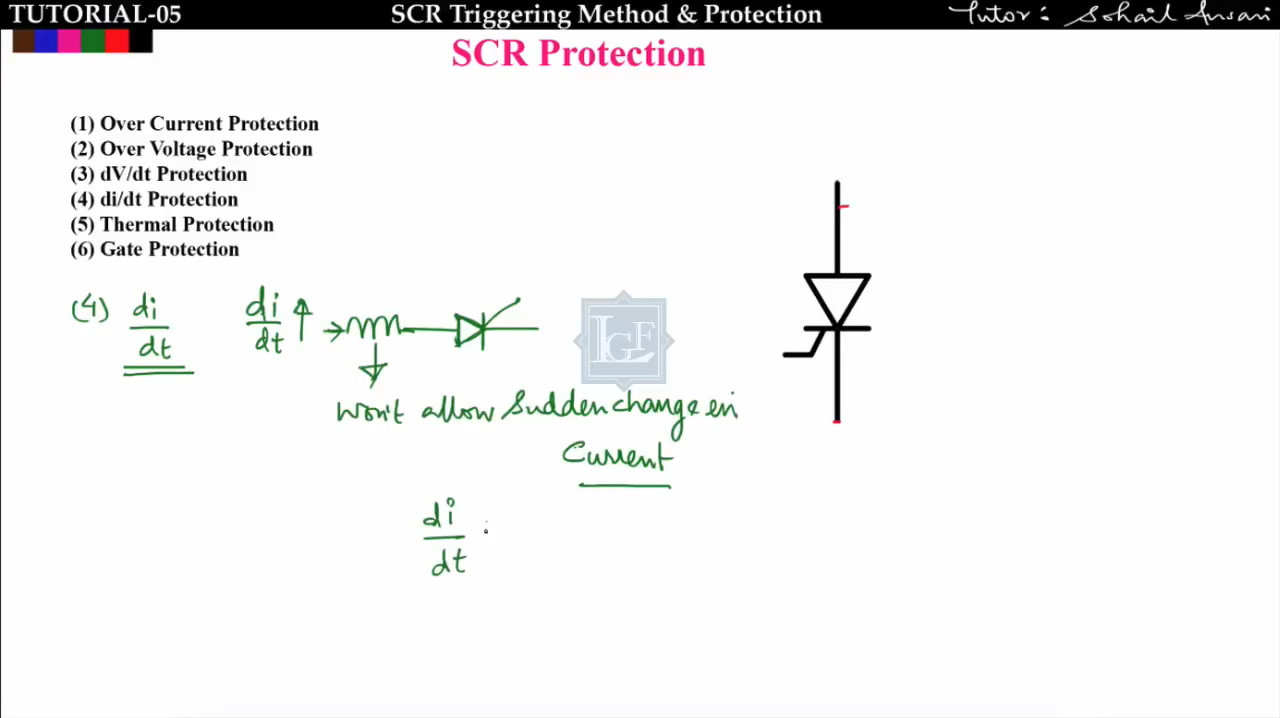 TUTORIAL-05 SCR Triggering Method & Protection Tutor: Sohail Ansari
SCR Protection
(1) Over Current Protection
(2) Over Voltage Protection
(3) dV/dt Protection
(4) di/dt Protection
(5) Thermal Protection
(6) Gate Protection
(4) di/dt di/dt ↑
LGF
Won't allow Sudden change in
Current
di/dt